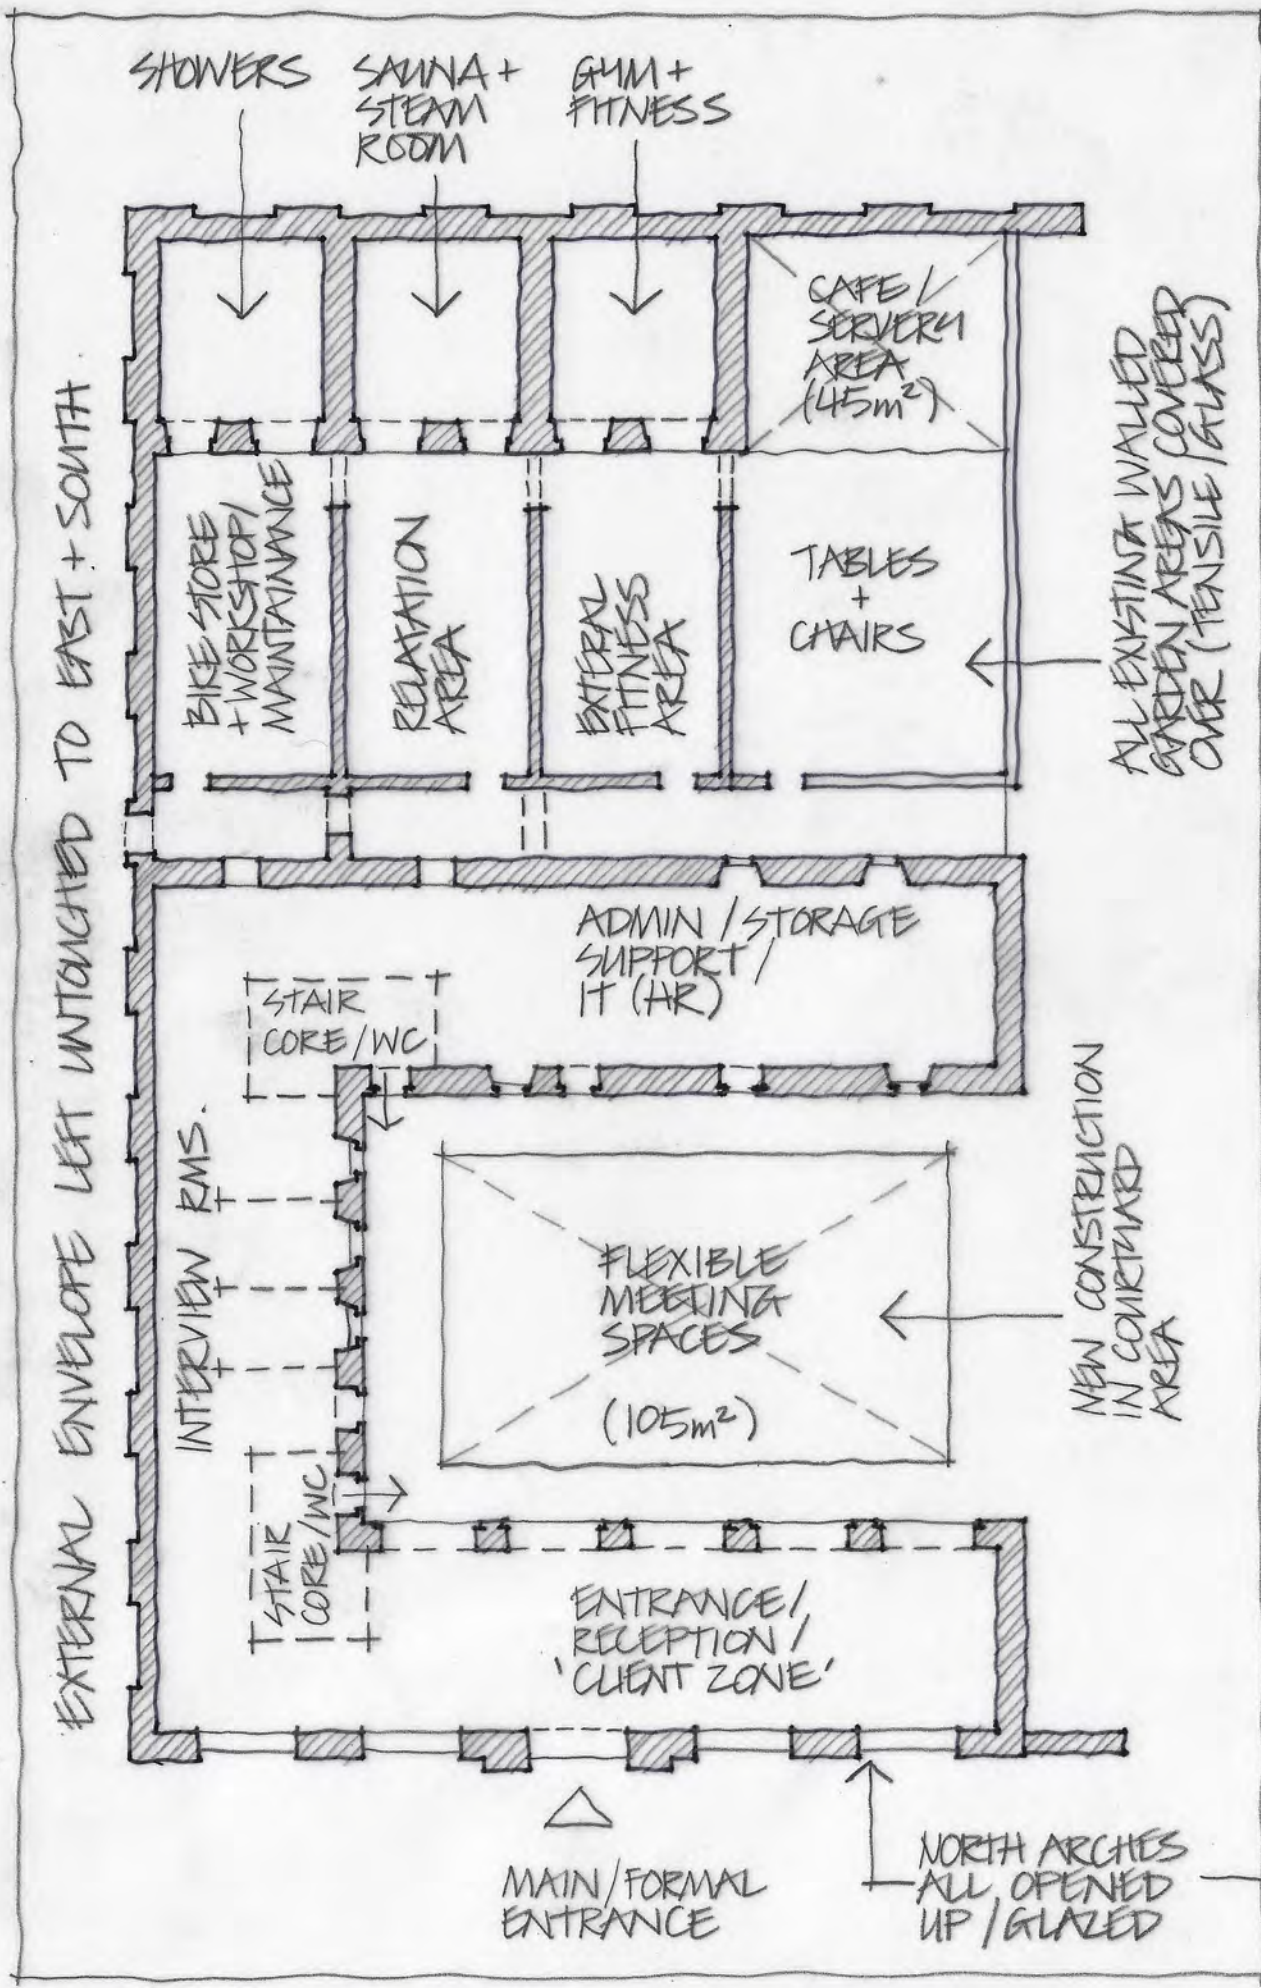 SHOWERS
SAUNA +
STEAM
ROOM
GYM +
FITNESS
CAFE /
SERVERY
AREA
(45m²)
ALL EXISTING WALLED
GARDEN AREAS COVERED
OVER (TENSILE/GLASS)
BIKE STORE
+ WORKSHOP/
MAINTAINANCE
RELAXATION
AREA
EXTERAL
FITNESS
AREA
TABLES
+
CHAIRS
EXTERNAL ENVELOPE LEFT UNTOUCHED TO EAST + SOUTH.
ADMIN / STORAGE
SUPPORT /
IT (HR)
STAIR
CORE/WC
INTERVIEW RMS.
FLEXIBLE
MEETING
SPACES
(105m²)
NEW CONSTRUCTION
IN COURTYARD
AREA
STAIR
CORE/WC
ENTRANCE/
RECEPTION /
'CLIENT ZONE'
MAIN/FORMAL
ENTRANCE
NORTH ARCHES
ALL OPENED
UP / GLAZED